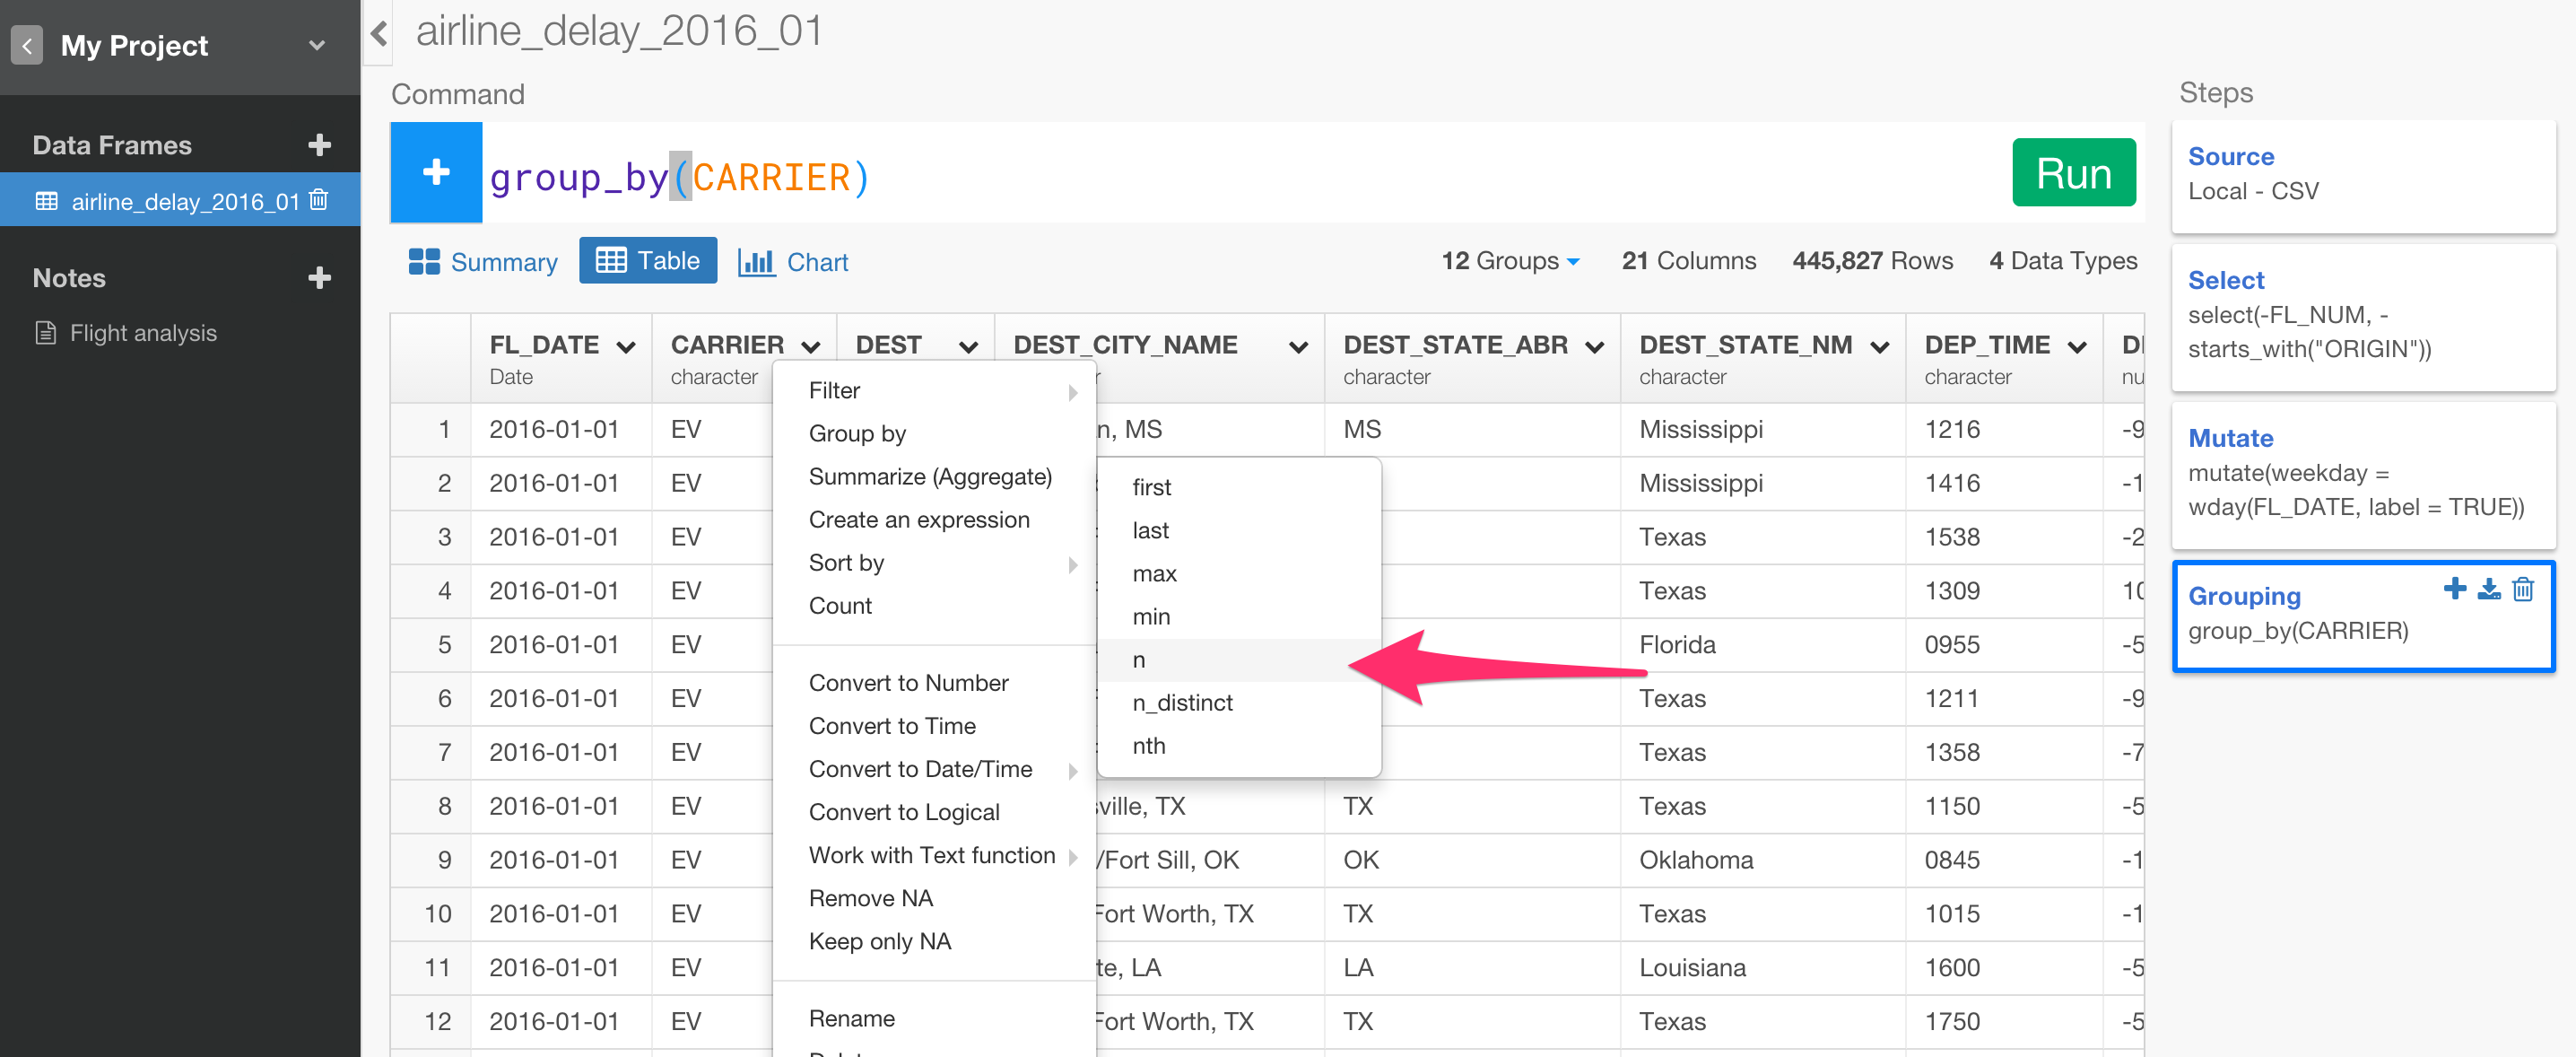 My Project
airline_delay_2016_01
Command
Steps
Data Frames
airline_delay_2016_01
Notes
Flight analysis
group_by(CARRIER)
Run
Summary
Table
Chart
12 Groups
21 Columns
445,827 Rows
4 Data Types
FL_DATE CARRIER DEST DEST_CITY_NAME DEST_STATE_ABR DEST_STATE_NM DEP_TIME
Date character character character character
1 2016-01-01 EV n, MS MS Mississippi 1216 -9
2 2016-01-01 EV Mississippi 1416 -1
3 2016-01-01 EV Texas 1538 -2
4 2016-01-01 EV Texas 1309 10
5 2016-01-01 EV Florida 0955 -5
6 2016-01-01 EV Texas 1211 -9
7 2016-01-01 EV Texas 1358 -7
8 2016-01-01 EV sville, TX TX Texas 1150 -5
9 2016-01-01 EV /Fort Sill, OK OK Oklahoma 0845 -1
10 2016-01-01 EV Fort Worth, TX TX Texas 1015 -1
11 2016-01-01 EV te, LA LA Louisiana 1600 -5
12 2016-01-01 EV Fort Worth, TX TX Texas 1750 -5
Filter
Group by
Summarize (Aggregate)
Create an expression
Sort by
Count
Convert to Number
Convert to Time
Convert to Date/Time
Convert to Logical
Work with Text function
Remove NA
Keep only NA
Rename
first
last
max
min
n
n_distinct
nth
Source
Local - CSV
Select
select(-FL_NUM, -
starts_with("ORIGIN"))
Mutate
mutate(weekday =
wday(FL_DATE, label = TRUE))
Grouping
group_by(CARRIER)